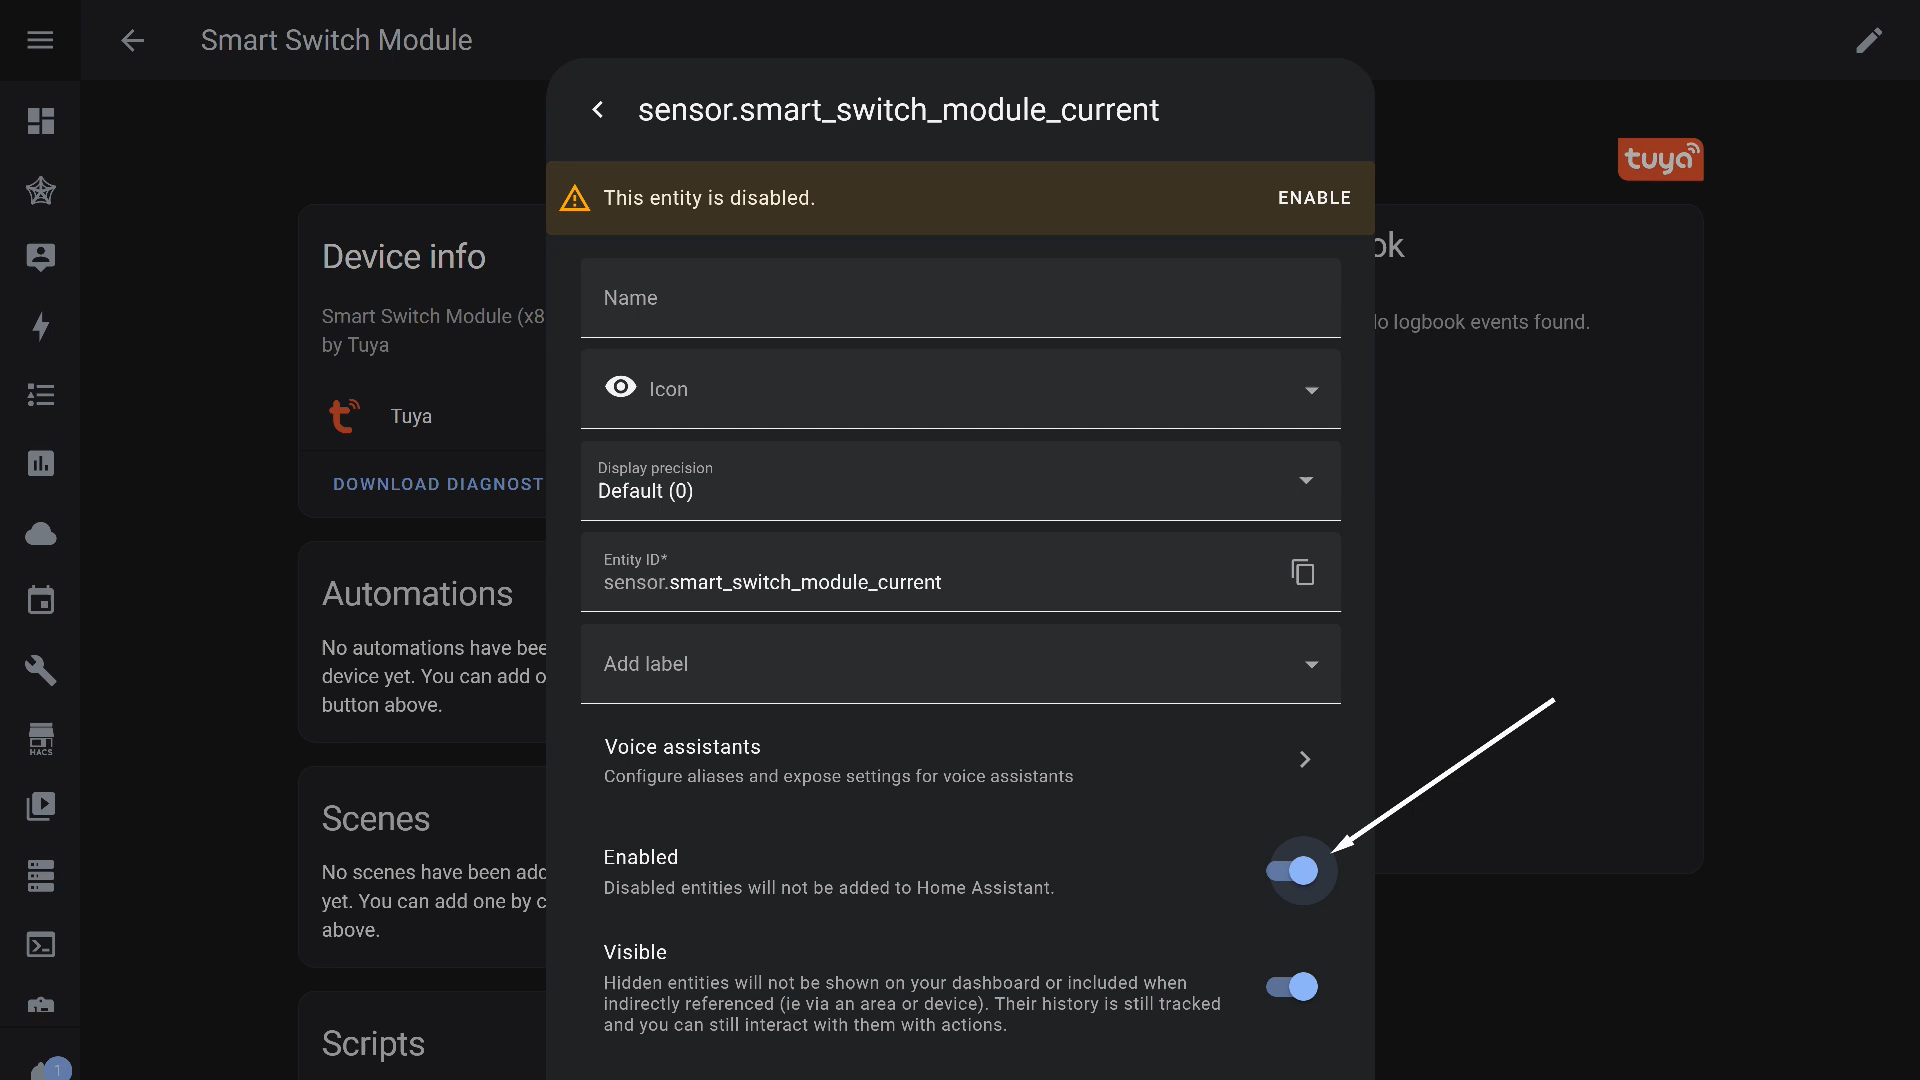 Smart Switch Module
sensor.smart_switch_module_current
tuya
This entity is disabled.
ENABLE
Device info
Smart Switch Module (x8
by Tuya
Tuya
DOWNLOAD DIAGNOST
Automations
No automations have bee
device yet. You can add o
button above.
HACS
Scenes
No scenes have been add
yet. You can add one by c
above.
Scripts
1
Name
Icon
Display precision
Default (0)
Entity ID*
sensor.smart_switch_module_current
Add label
Voice assistants
Configure aliases and expose settings for voice assistants
Enabled
Disabled entities will not be added to Home Assistant.
Visible
Hidden entities will not be shown on your dashboard or included when
indirectly referenced (ie via an area or device). Their history is still tracked
and you can still interact with them with actions.
ok
o logbook events found.